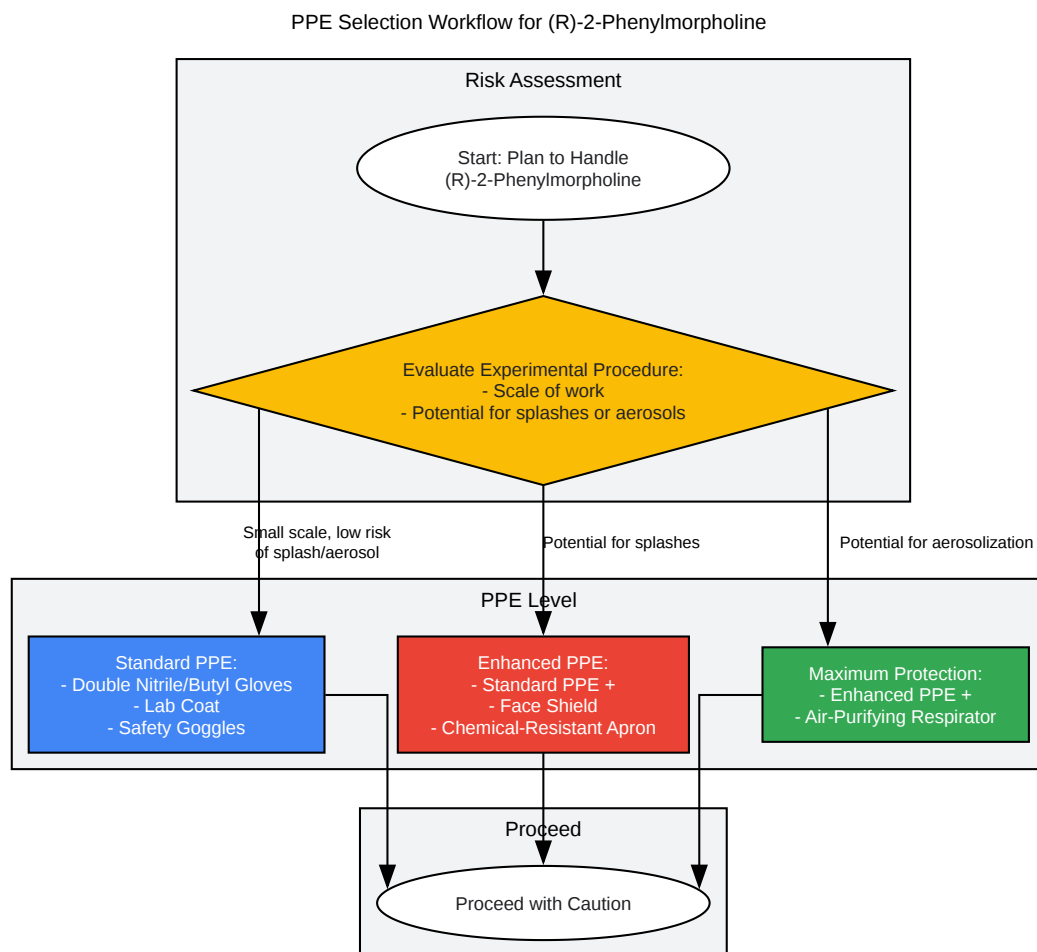 PPE Selection Workflow for (R)-2-Phenylmorpholine
Risk Assessment
Start: Plan to Handle
(R)-2-Phenylmorpholine
Evaluate Experimental Procedure:
- Scale of work
- Potential for splashes or aerosols
Small scale, low risk
of splash/aerosol
Potential for splashes
Potential for aerosolization
PPE Level
Standard PPE:
- Double Nitrile/Butyl Gloves
- Lab Coat
- Safety Goggles
Enhanced PPE:
- Standard PPE +
- Face Shield
- Chemical-Resistant Apron
Maximum Protection:
- Enhanced PPE +
- Air-Purifying Respirator
Proceed
Proceed with Caution